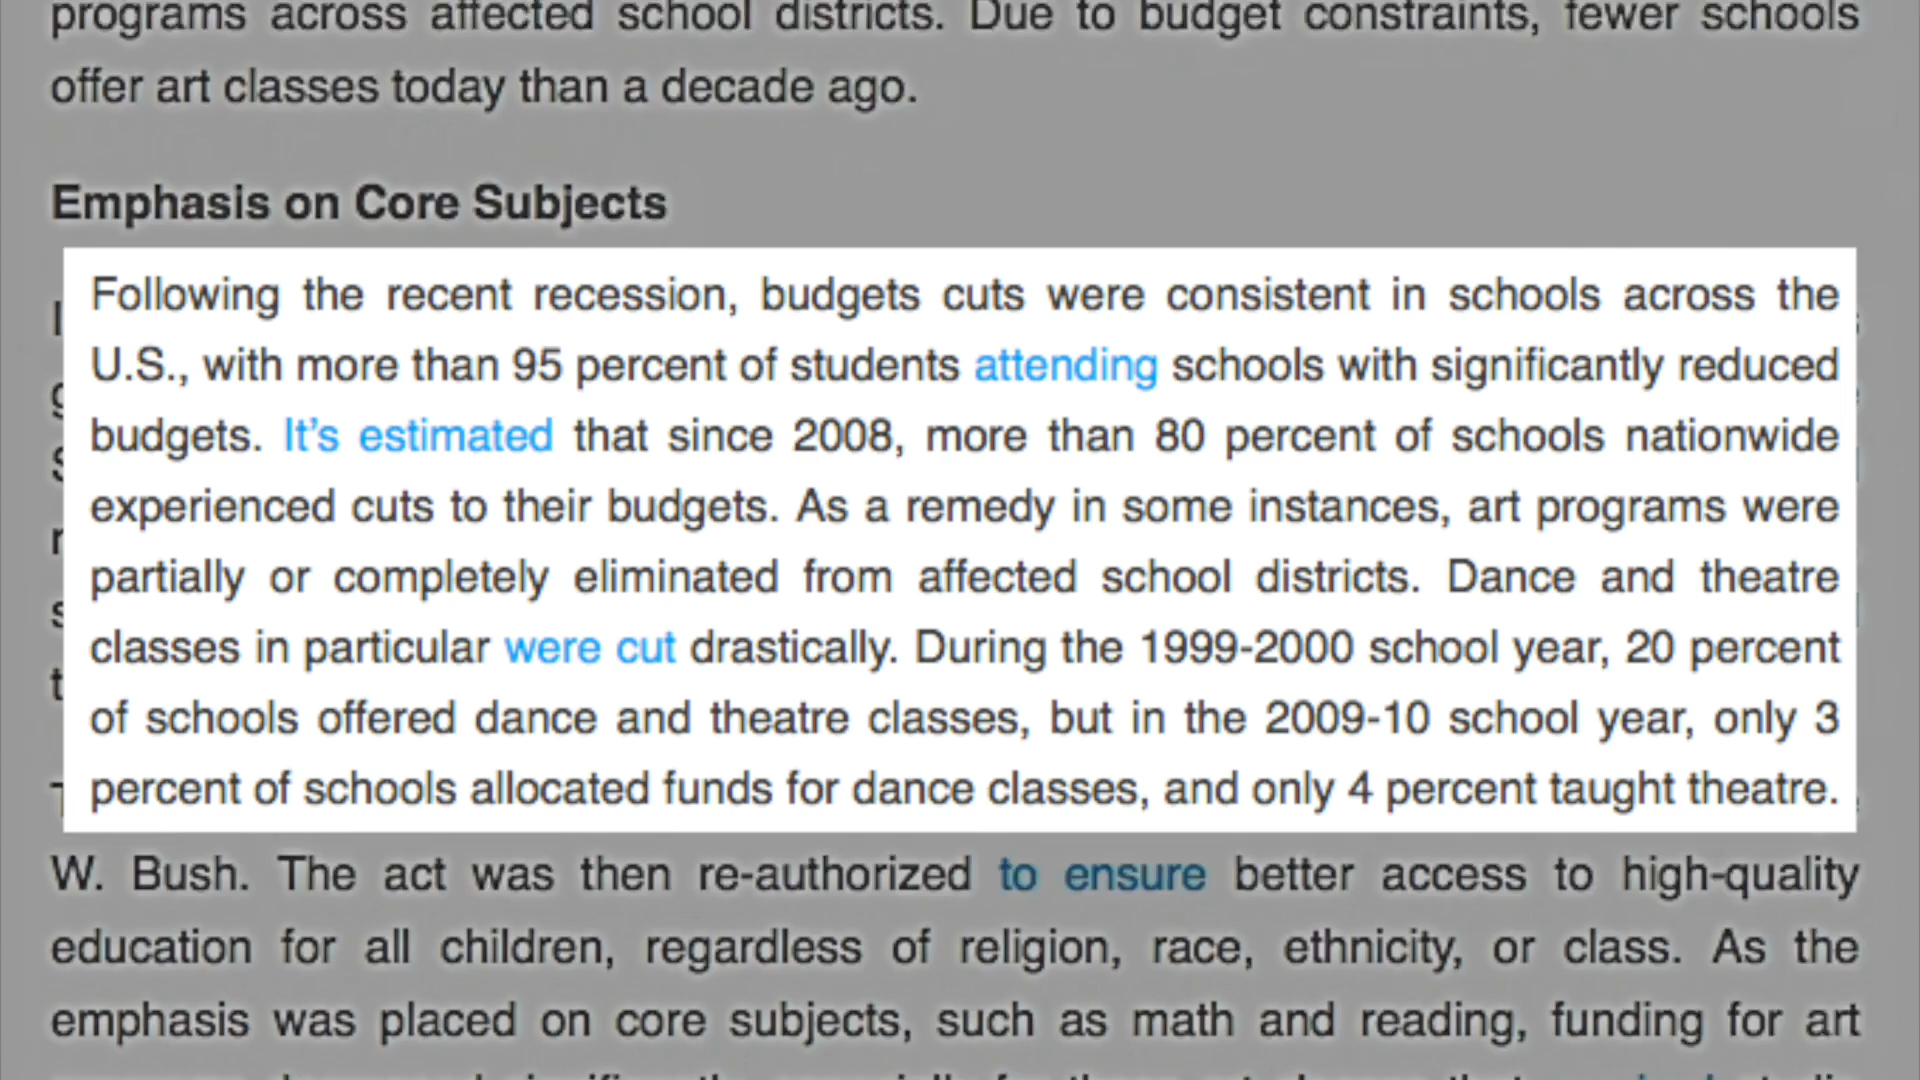 programs across affected school districts. Due to budget constraints, fewer schools
offer art classes today than a decade ago.
Emphasis on Core Subjects
Following the recent recession, budgets cuts were consistent in schools across the
U.S., with more than 95 percent of students attending schools with significantly reduced
budgets. It's estimated that since 2008, more than 80 percent of schools nationwide
experienced cuts to their budgets. As a remedy in some instances, art programs were
partially or completely eliminated from affected school districts. Dance and theatre
classes in particular were cut drastically. During the 1999-2000 school year, 20 percent
of schools offered dance and theatre classes, but in the 2009-10 school year, only 3
percent of schools allocated funds for dance classes, and only 4 percent taught theatre.
W. Bush. The act was then re-authorized to ensure better access to high-quality
education for all children, regardless of religion, race, ethnicity, or class. As the
emphasis was placed on core subjects, such as math and reading, funding for art